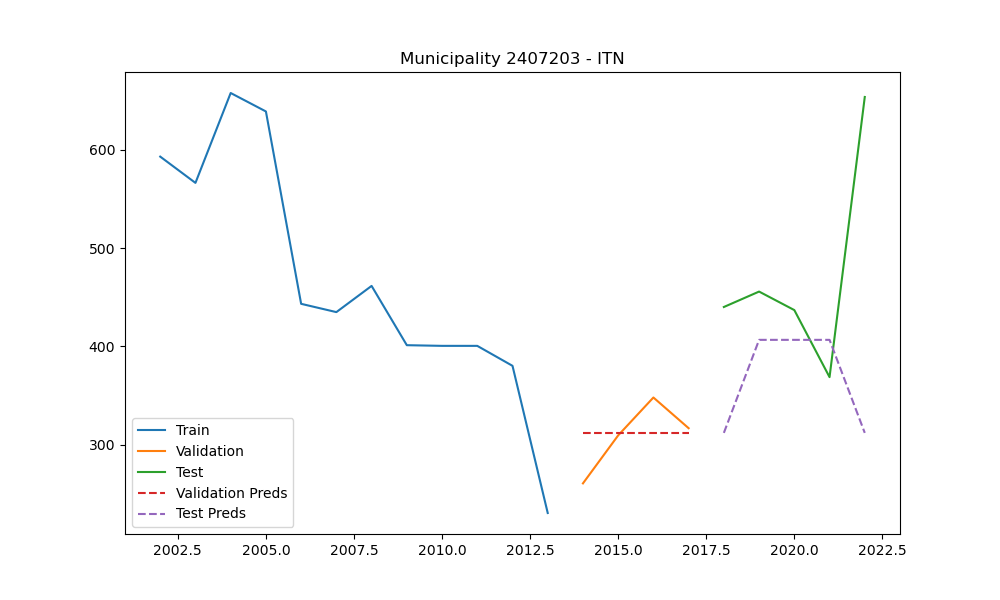 Municipality 2407203 - ITN
600
500
400
300
Train
Validation
Test
Validation Preds
Test Preds
2002.5 2005.0 2007.5 2010.0 2012.5 2015.0 2017.5 2020.0 2022.5